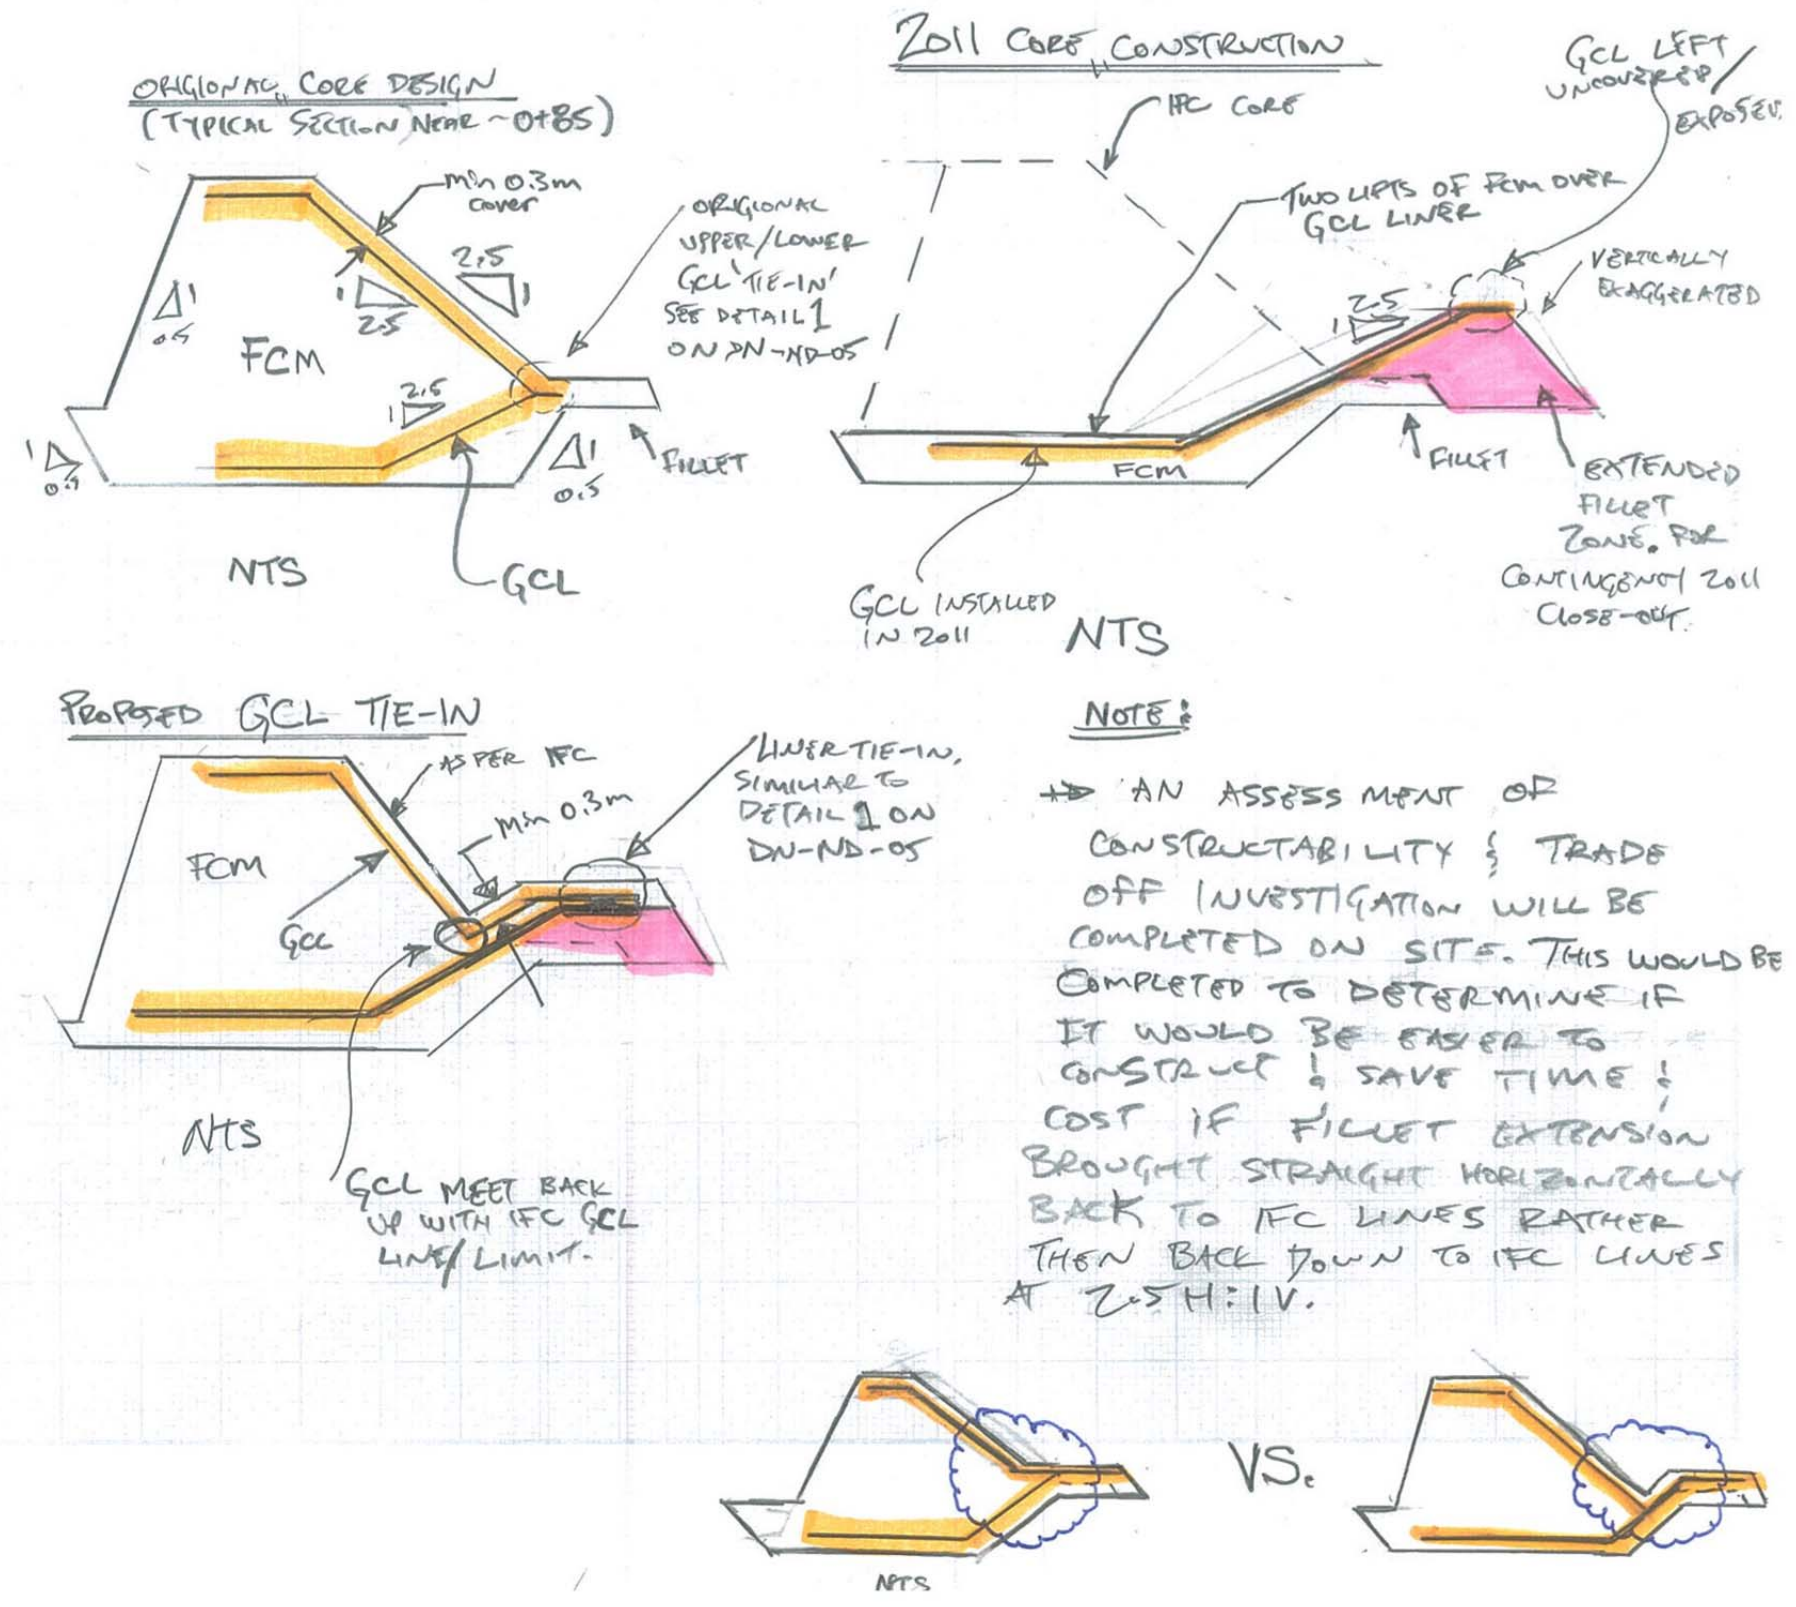 ORIGIONAL CORE DESIGN
(TYPICAL SECTION NEAR ~0+85)
min 0.3m
cover
2.5
1
1
2.5
1
0.5
FCM
2.5
1
1
0.5
1
0.5
FILLET
NTS
GCL
ORIGIONAL
UPPER/LOWER
GCL 'TIE-IN'
SEE DETAIL 1
ON DN-ND-05
2011 CORE CONSTRUCTION
IFC CORE
GCL LEFT
UNCOVERED/
EXPOSED.
TWO LIFTS OF FCM OVER
GCL LINER
VERTICALLY
EXAGGERATED
2.5
1
FCM
FILLET
EXTENDED
FILLET
ZONE. FOR
CONTINGENCY 2011
CLOSE-OUT.
GCL INSTALLED
IN 2011
NTS
PROPOSED GCL TIE-IN
AS PER IFC
min 0.3m
LINER TIE-IN,
SIMILIAR TO
DETAIL 1 ON
DN-ND-05
FCM
GCL
NTS
GCL MEET BACK
UP WITH IFC GCL
LINE/LIMIT.
NOTE:
AN ASSESSMENT OF
CONSTRUCTABILITY & TRADE
OFF INVESTIGATION WILL BE
COMPLETED ON SITE. THIS WOULD BE
COMPLETED TO DETERMINE IF
IT WOULD BE EASIER TO
CONSTRUCT & SAVE TIME &
COST IF FILLET EXTENSION
BROUGHT STRAIGHT HORIZONTALLY
BACK TO IFC LINES RATHER
THEN BACK DOWN TO IFC LINES
AT 2.5H:1V.
VS.
NTS